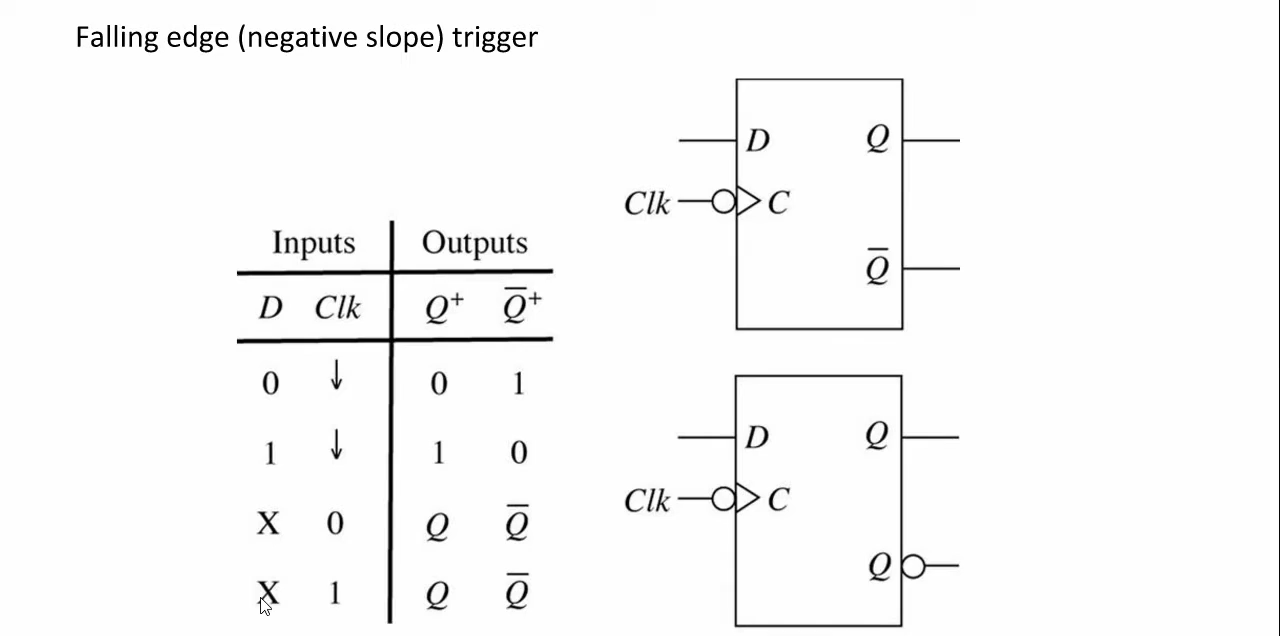 Falling edge (negative slope) trigger
Inputs Outputs
D Clk Q⁺ Q̅⁺
0 ↓ 0 1
1 ↓ 1 0
X 0 Q Q̅
X 1 Q Q̅
D Q
Clk C
Q̅
D Q
Clk C
Q